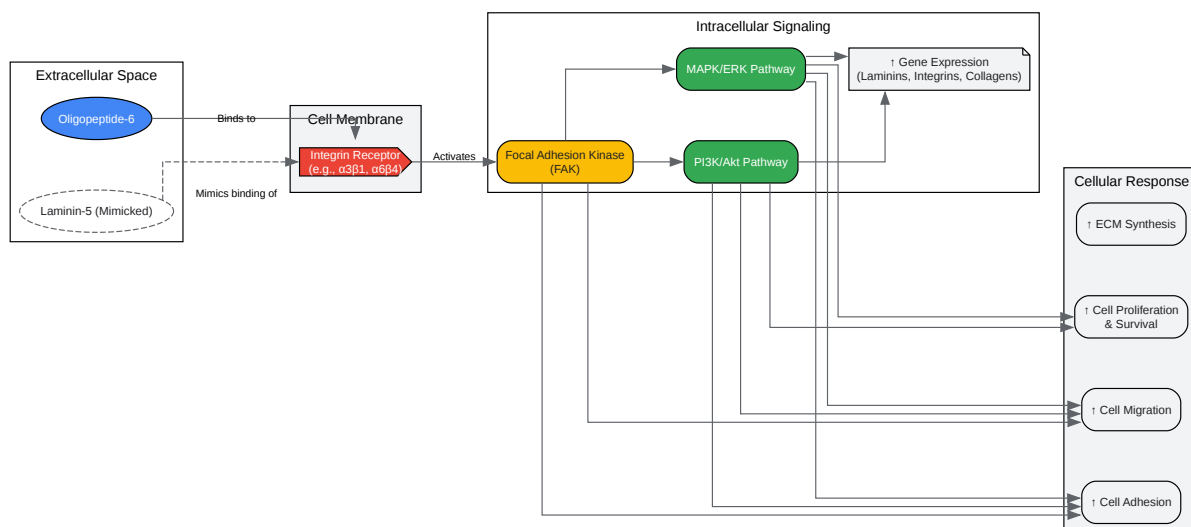 Extracellular Space
Oligopeptide-6
Laminin-5 (Mimicked)
Binds to
Mimics binding of
Cell Membrane
Integrin Receptor
(e.g., α3β1, α6β4)
Activates
Intracellular Signaling
MAPK/ERK Pathway
↑ Gene Expression
(Laminins, Integrins, Collagens)
Focal Adhesion Kinase
(FAK)
PI3K/Akt Pathway
Cellular Response
↑ ECM Synthesis
↑ Cell Proliferation
& Survival
↑ Cell Migration
↑ Cell Adhesion